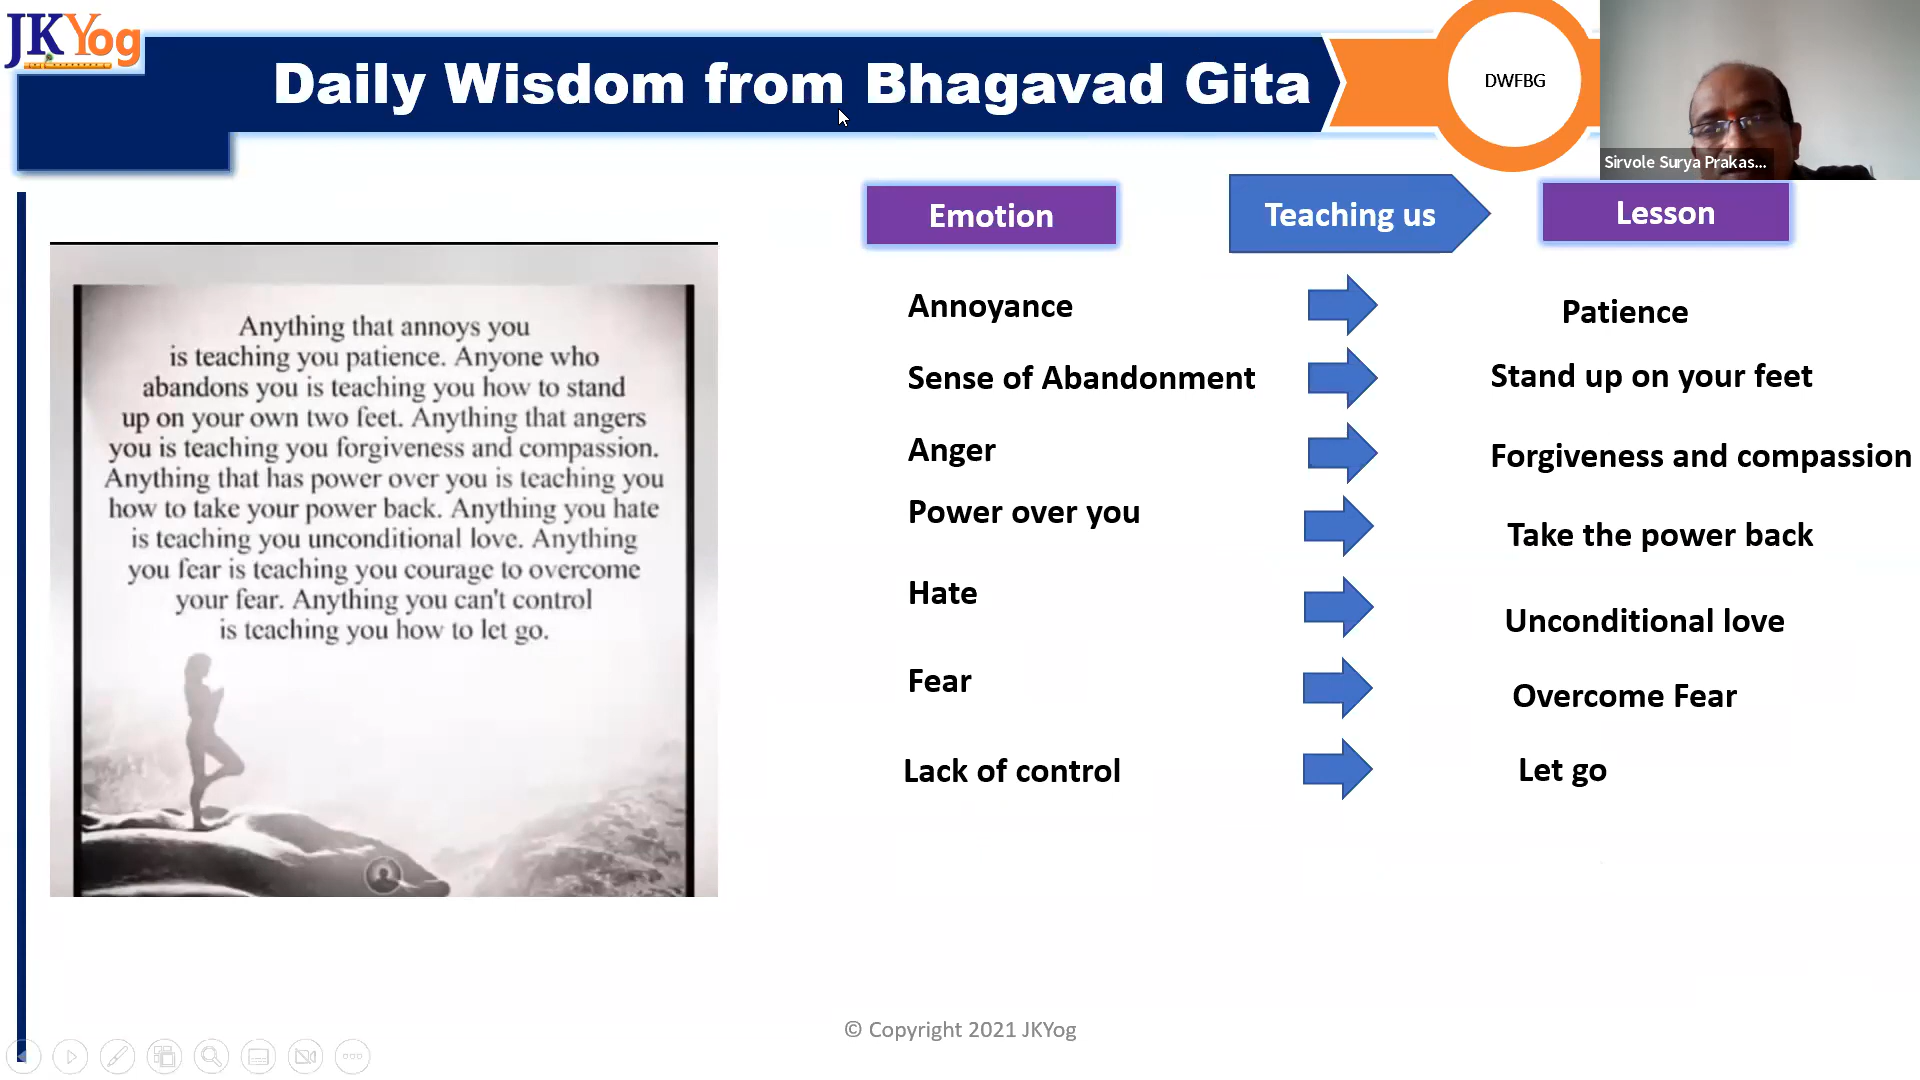 JKYog
Daily Wisdom from Bhagavad Gita
DWFBG
Sirvole Surya Prakas...
Emotion
Teaching us
Lesson
Anything that annoys you
is teaching you patience. Anyone who
abandons you is teaching you how to stand
up on your own two feet. Anything that angers
you is teaching you forgiveness and compassion.
Anything that has power over you is teaching you
how to take your power back. Anything you hate
is teaching you unconditional love. Anything
you fear is teaching you courage to overcome
your fear. Anything you can't control
is teaching you how to let go.
Annoyance
Patience
Sense of Abandonment
Stand up on your feet
Anger
Forgiveness and compassion
Power over you
Take the power back
Hate
Unconditional love
Fear
Overcome Fear
Lack of control
Let go
© Copyright 2021 JKYog